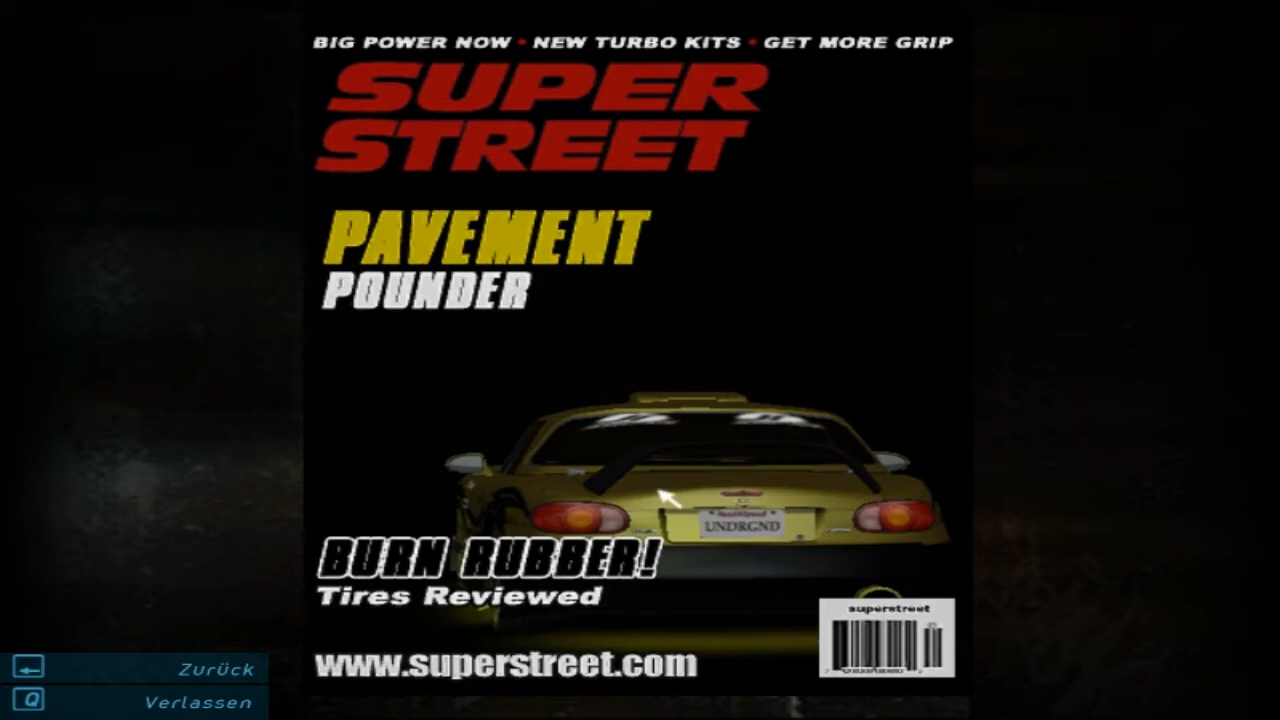 BIG POWER NOW • NEW TURBO KITS • GET MORE GRIP
SUPER
STREET
PAVEMENT
POUNDER
UNDRGND
BURN RUBBER!
Tires Reviewed
superstreet
www.superstreet.com
Zurück
Q Verlassen